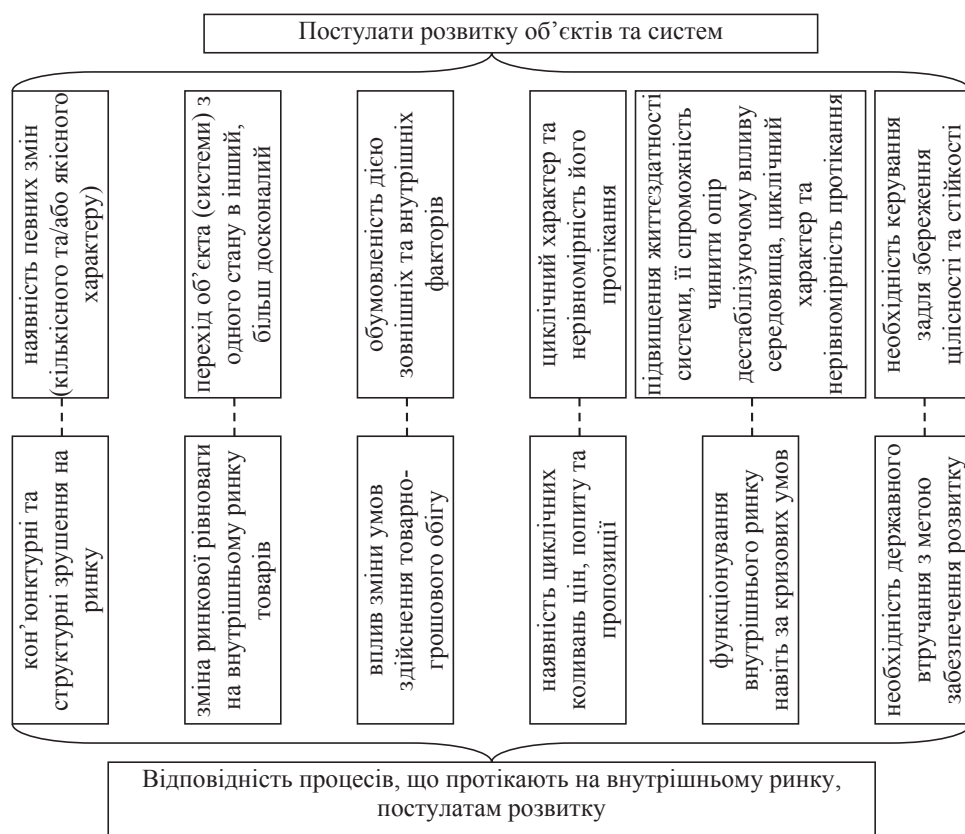 Постулати розвитку об’єктів та систем
наявність певних змін
(кількісного та/або якісного
характеру)
перехід об’єкта (системи) з
одного стану в інший,
більш досконалий
обумовленість дією
зовнішніх та внутрішніх
факторів
циклічний характер та
нерівномірність його
протікання
підвищення життєздатності
системи, її спроможність
чинити опір
дестабілізуючому впливу
середовища, циклічний
характер та
нерівномірність протікання
необхідність керування
задля збереження
цілісності та стійкості
кон’юнктурні та
структурні зрушення на
ринку
зміна ринкової рівноваги
на внутрішньому ринку
товарів
вплив зміни умов
здійснення товарно-
грошового обігу
наявність циклічних
коливань цін, попиту та
пропозиції
функціонування
внутрішнього ринку
навіть за кризових умов
необхідність державного
втручання з метою
забезпечення розвитку
Відповідність процесів, що протікають на внутрішньому ринку,
постулатам розвитку